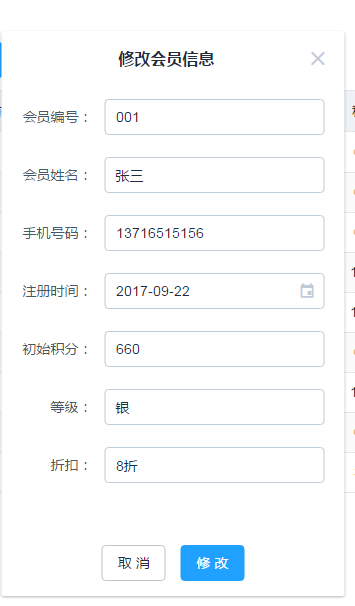 修改会员信息
会员编号： 001
会员姓名： 张三
手机号码： 13716515156
注册时间： 2017-09-22
初始积分： 660
等级： 银
折扣： 8折
取 消 修 改